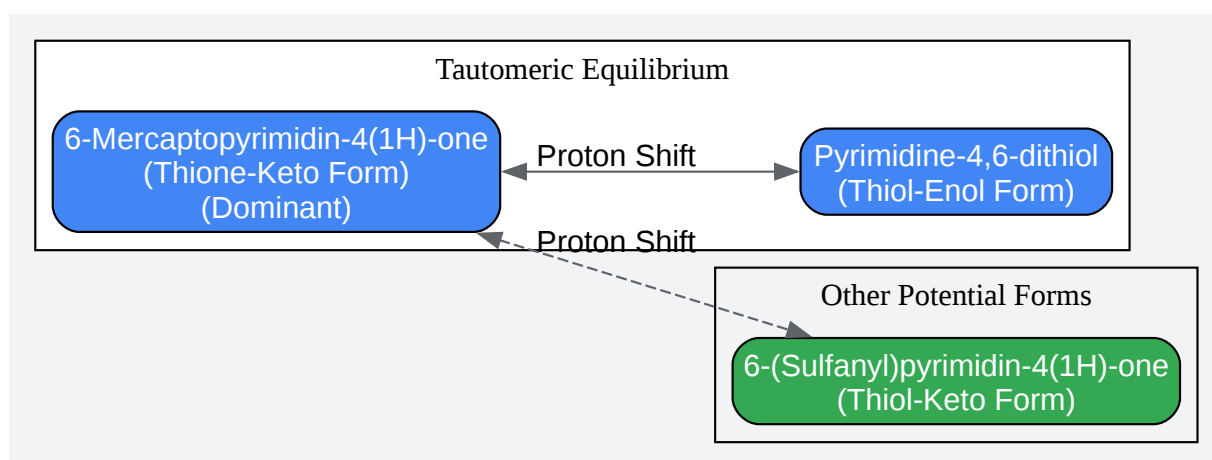 Tautomeric Equilibrium
6-Mercaptopyrimidin-4(1H)-one
(Thione-Keto Form)
(Dominant)
Proton Shift
Pyrimidine-4,6-dithiol
(Thiol-Enol Form)
Proton Shift
Other Potential Forms
6-(Sulfanyl)pyrimidin-4(1H)-one
(Thiol-Keto Form)